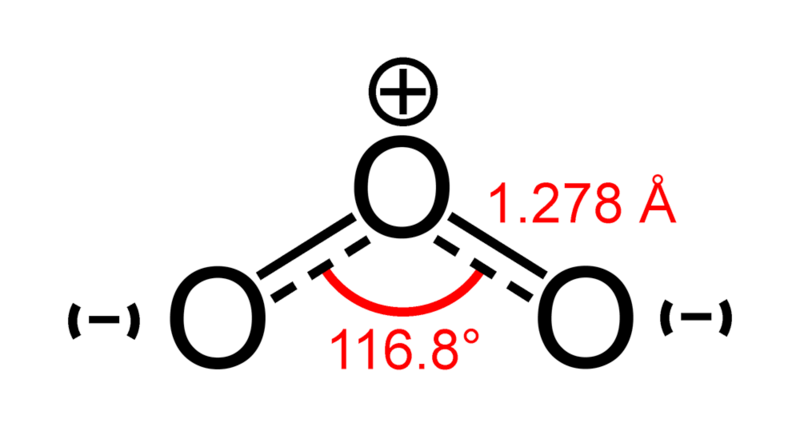 ⊕
O
1.278 Å
O O
(−) (−)
116.8°